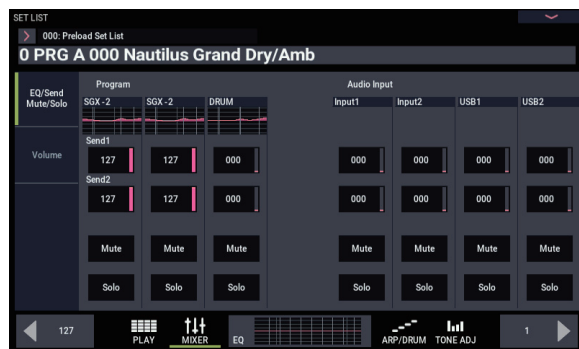 SET LIST
000: Preload Set List
0 PRG A 000 Nautilus Grand Dry/Amb
EQ/Send
Mute/Solo
Volume
Program
Audio Input
SGX-2 SGX-2 DRUM Input1 Input2 USB1 USB2
Send1
127 127 000 000 000 000 000
Send2
127 127 000 000 000 000 000
Mute Mute Mute Mute Mute Mute Mute
Solo Solo Solo Solo Solo Solo Solo
127 PLAY MIXER EQ ARP/DRUM TONE ADJ 1